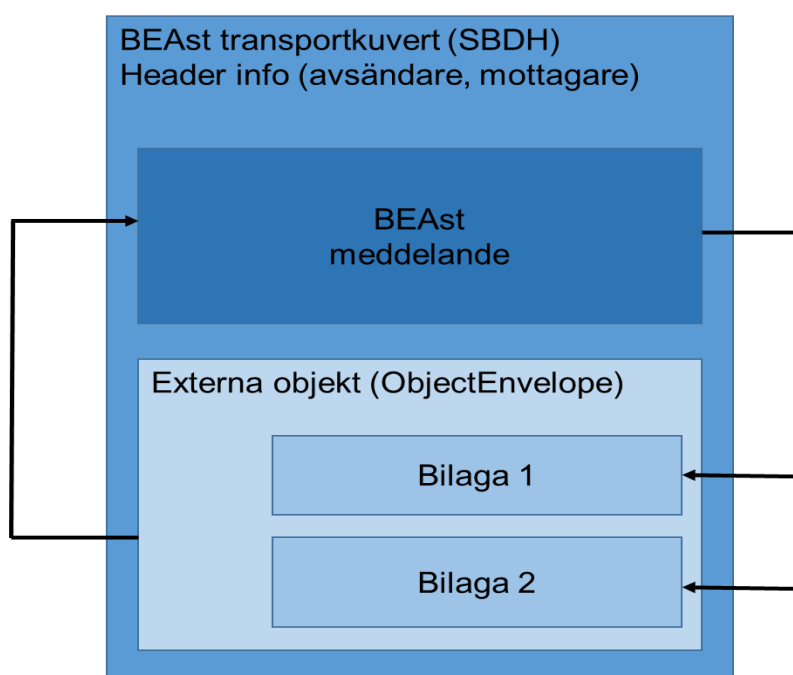 BEAst transportkuvert (SBDH)
Header info (avsändare, mottagare)
BEAst
meddelande
Externa objekt (ObjectEnvelope)
Bilaga 1
Bilaga 2